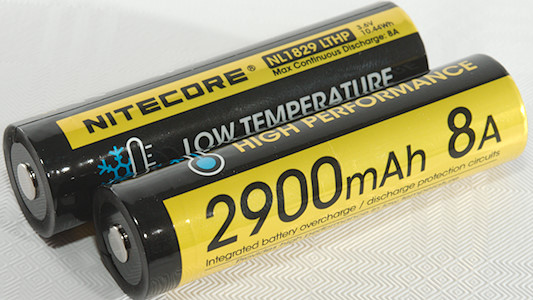 NITECORE®
NL1829 LTHP
3.6V
10.44Wh
Max Continuous Discharge: 8A
LOW TEMPERATURE
HIGH PERFORMANCE
2900mAh 8A
Integrated battery overcharge / discharge protection circuits